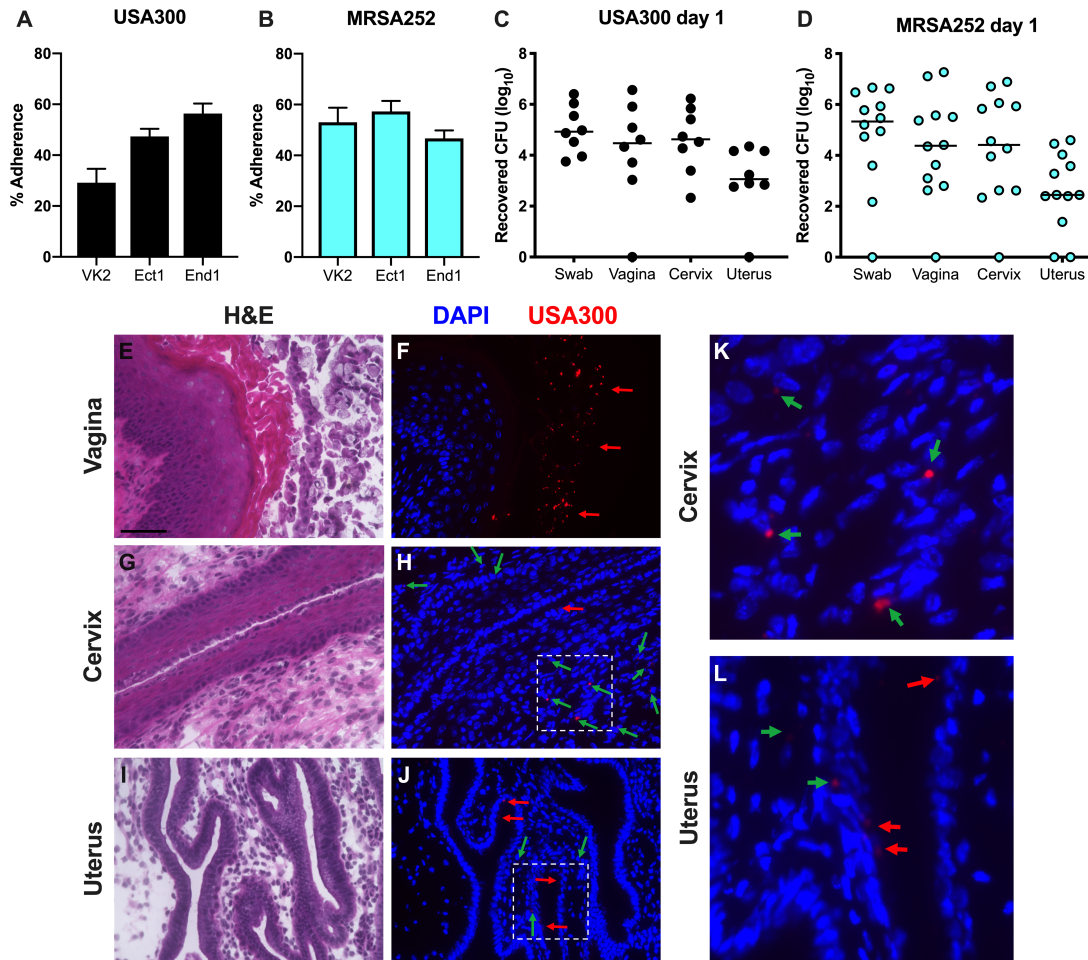 A
USA300
80
60
40
20
0
% Adherence
VK2
Ect1
End1
B
MRSA252
80
60
40
20
0
% Adherence
VK2
Ect1
End1
C
USA300 day 1
8
6
4
2
0
Recovered CFU (log10)
Swab
Vagina
Cervix
Uterus
D
MRSA252 day 1
8
6
4
2
0
Recovered CFU (log10)
Swab
Vagina
Cervix
Uterus
H&E
DAPI
USA300
Vagina
E
F
Cervix
G
H
Uterus
I
J
Cervix
K
Uterus
L